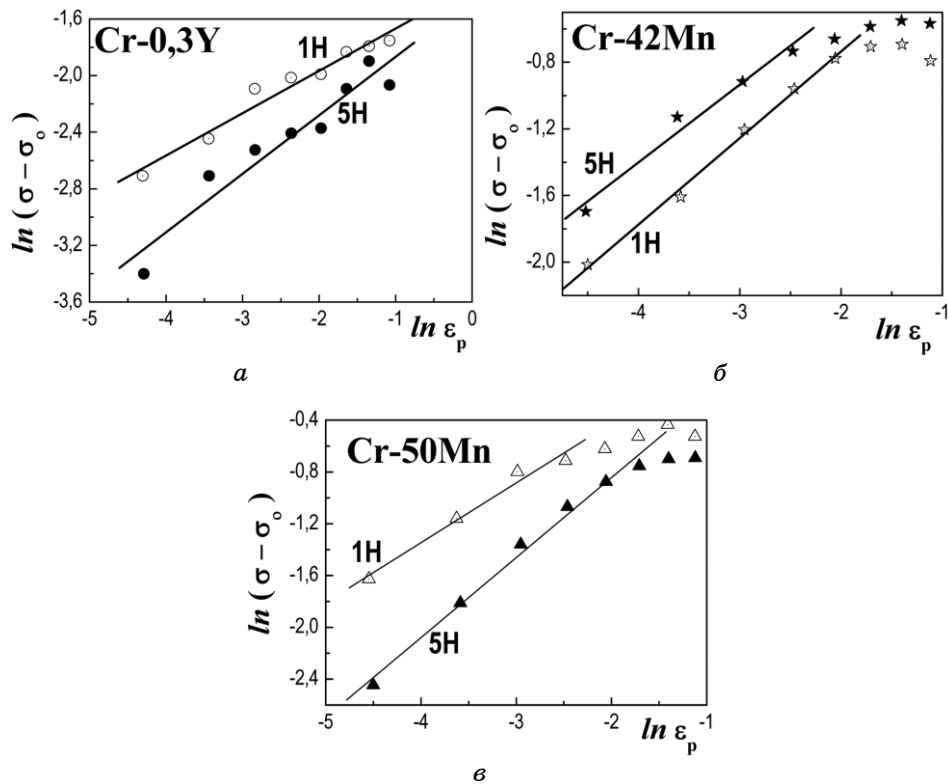 Cr-0,3Y
1H
5H
-1,6
-2,0
-2,4
-2,8
-3,2
-3,6
-5 -4 -3 -2 -1 0
ln (σ – σₒ)
ln εₚ
а
Cr-42Mn
5H
1H
-0,8
-1,2
-1,6
-2,0
-4 -3 -2 -1
ln (σ – σₒ)
ln εₚ
б
Cr-50Mn
1H
5H
-0,4
-0,8
-1,2
-1,6
-2,0
-2,4
-5 -4 -3 -2 -1
ln (σ – σₒ)
ln εₚ
в